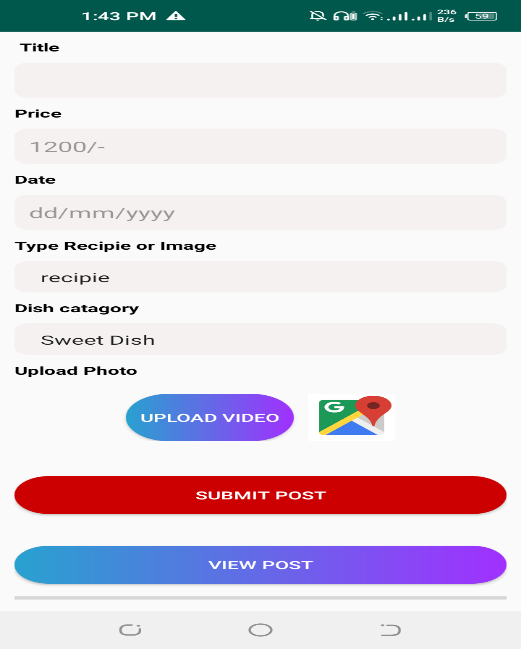 1:43 PM 236 B/s 59
Title
Price
1200/-
Date
dd/mm/yyyy
Type Recipie or Image
recipie
Dish catagory
Sweet Dish
Upload Photo
UPLOAD VIDEO G
SUBMIT POST
VIEW POST